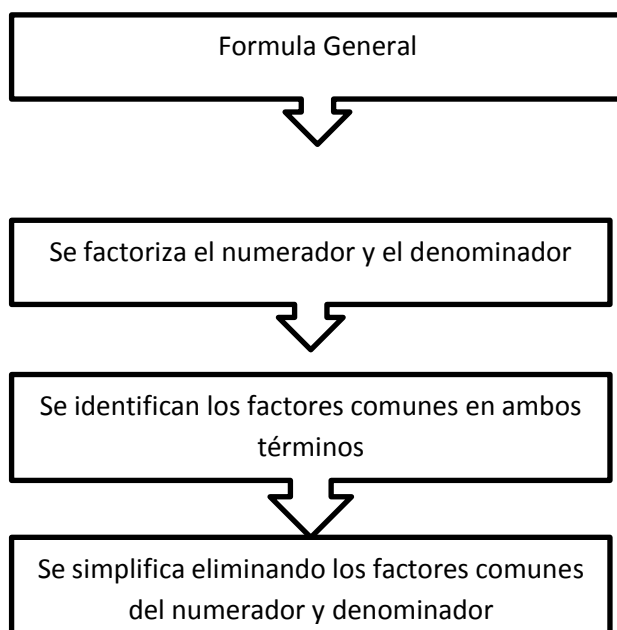 Formula General
Se factoriza el numerador y el denominador
Se identifican los factores comunes en ambos
términos
Se simplifica eliminando los factores comunes
del numerador y denominador